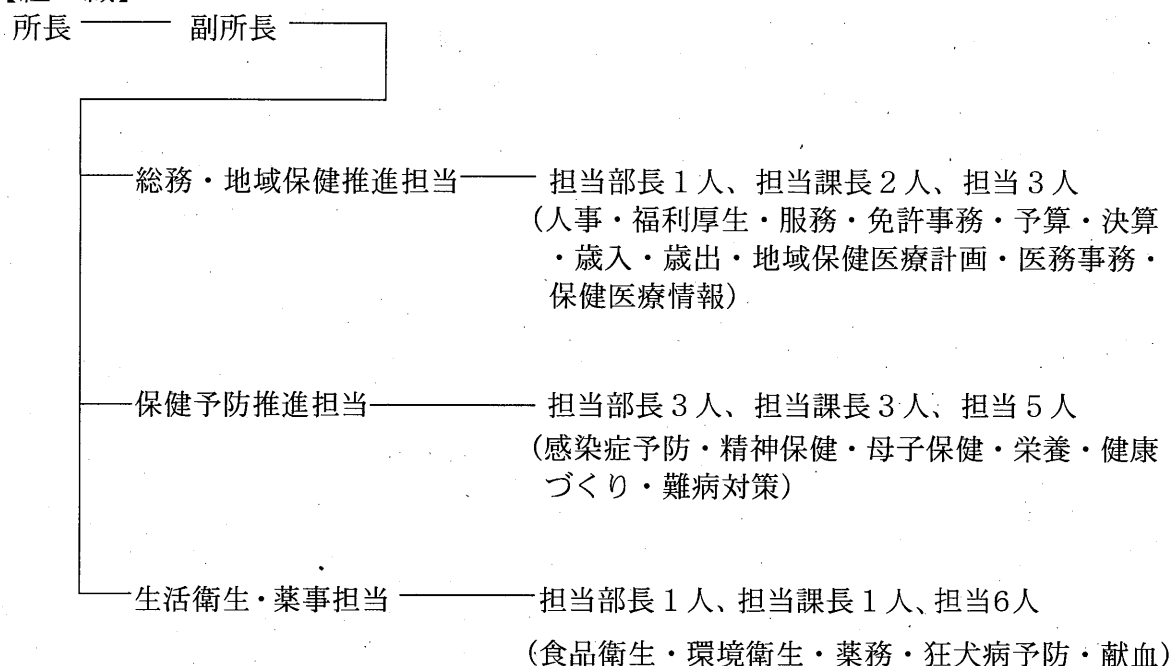 所長 副所長
総務・地域保健推進担当 担当部長1人、担当課長2人、担当3人
(人事・福利厚生・服務・免許事務・予算・決算
・歳入・歳出・地域保健医療計画・医務事務・
保健医療情報)
保健予防推進担当 担当部長3人、担当課長3人、担当5人
(感染症予防・精神保健・母子保健・栄養・健康
づくり・難病対策)
生活衛生・薬事担当 担当部長1人、担当課長1人、担当6人
(食品衛生・環境衛生・薬務・狂犬病予防・献血)